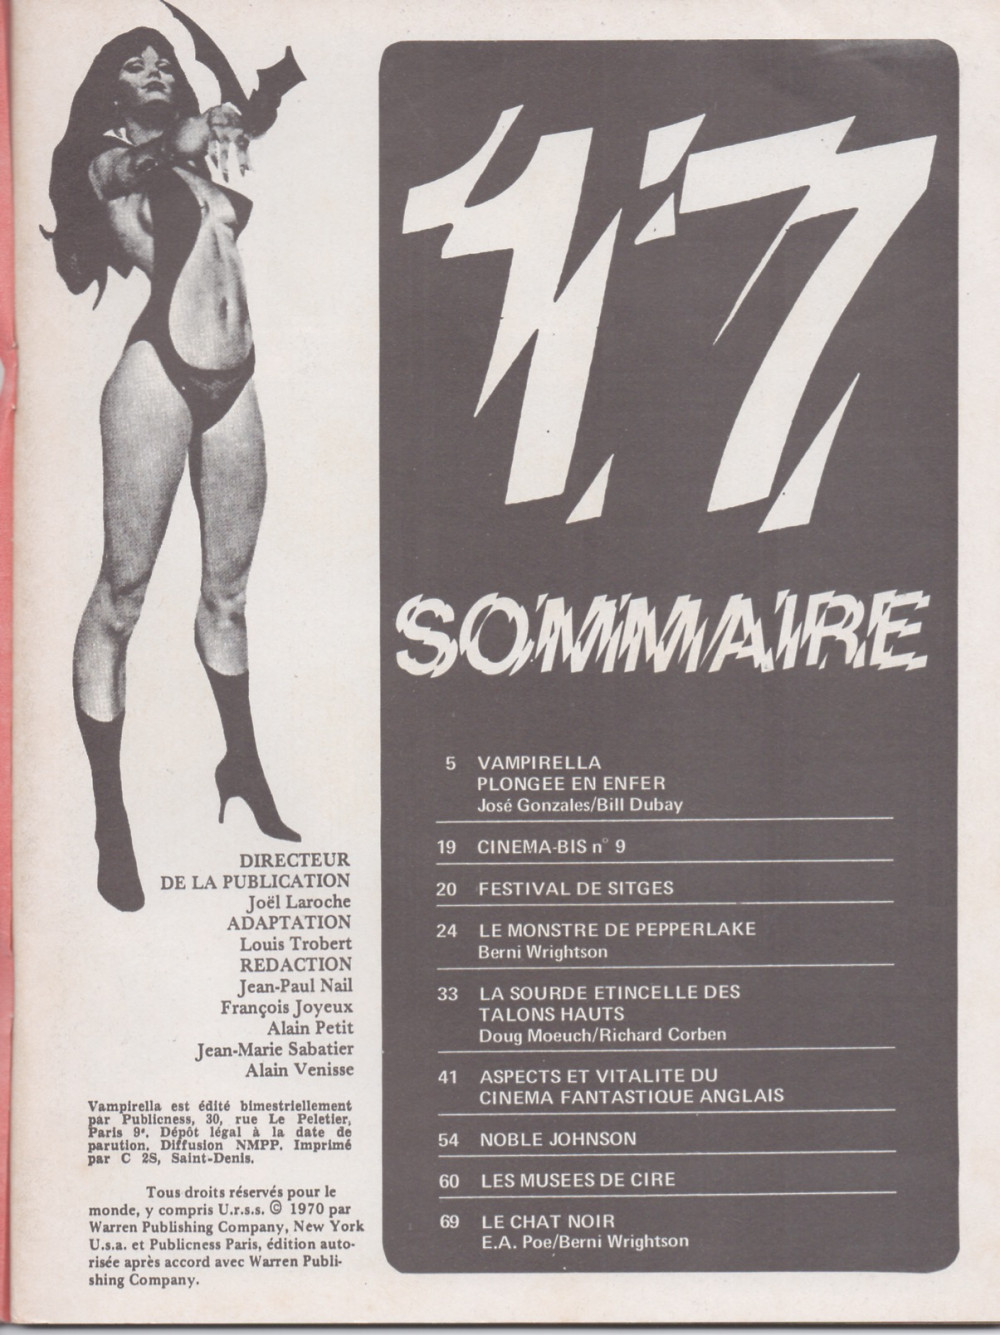 17
SOMMAIRE
5 VAMPIRELLA
PLONGEE EN ENFER
José Gonzales/Bill Dubay
19 CINEMA-BIS n° 9
20 FESTIVAL DE SITGES
24 LE MONSTRE DE PEPPERLAKE
Berni Wrightson
33 LA SOURDE ETINCELLE DES
TALONS HAUTS
Doug Moeuch/Richard Corben
41 ASPECTS ET VITALITE DU
CINEMA FANTASTIQUE ANGLAIS
54 NOBLE JOHNSON
60 LES MUSEES DE CIRE
69 LE CHAT NOIR
E.A. Poe/Berni Wrightson
DIRECTEUR
DE LA PUBLICATION
Joël Laroche
ADAPTATION
Louis Trobert
REDACTION
Jean-Paul Nail
François Joyeux
Alain Petit
Jean-Marie Sabatier
Alain Venisse
Vampirella est édité bimestriellement
par Publicness, 30, rue Le Peletier,
Paris 9e. Dépôt légal à la date de
parution. Diffusion NMPP. Imprimé
par C 2S, Saint-Denis.
Tous droits réservés pour le
monde, y compris U.r.s.s. © 1970 par
Warren Publishing Company, New York
U.s.a. et Publicness Paris, édition auto-
risée après accord avec Warren Publi-
shing Company.